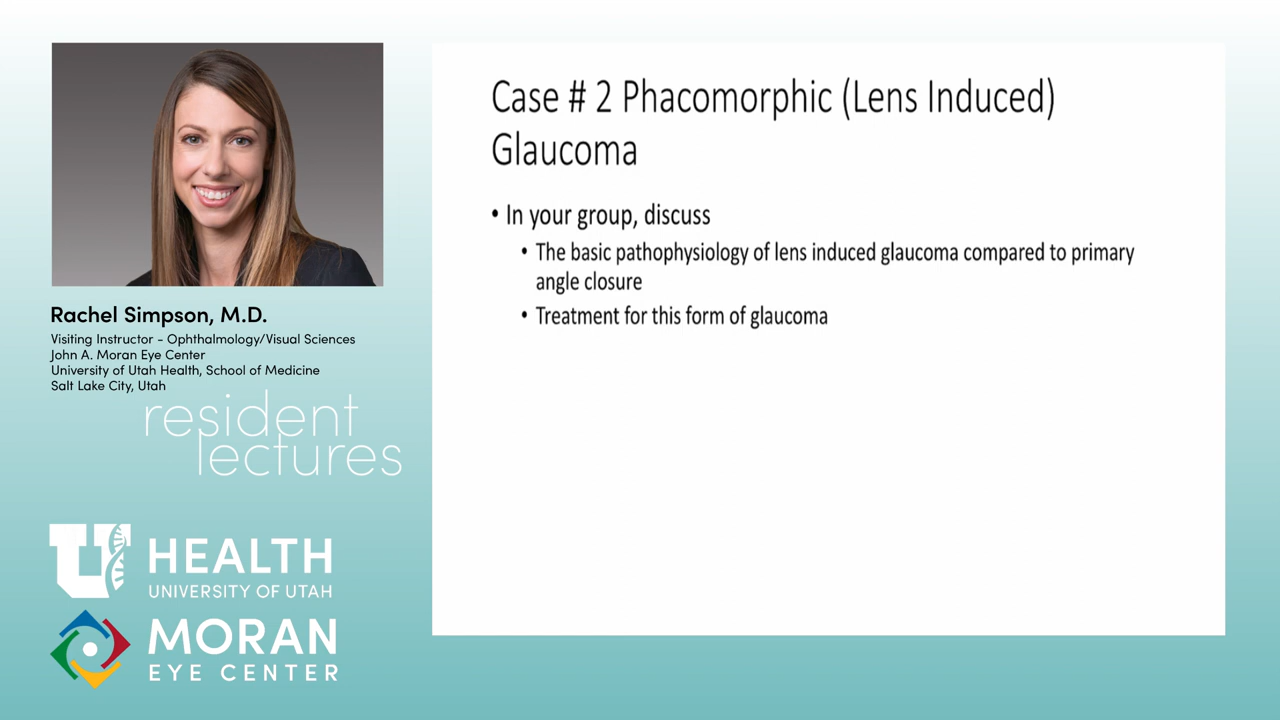 Case # 2 Phacomorphic (Lens Induced)
Glaucoma
• In your group, discuss
• The basic pathophysiology of lens induced glaucoma compared to primary
angle closure
• Treatment for this form of glaucoma
Rachel Simpson, M.D.
Visiting Instructor - Ophthalmology/Visual Sciences
John A. Moran Eye Center
University of Utah Health, School of Medicine
Salt Lake City, Utah
resident
lectures
U HEALTH
UNIVERSITY OF UTAH
MORAN
EYE CENTER